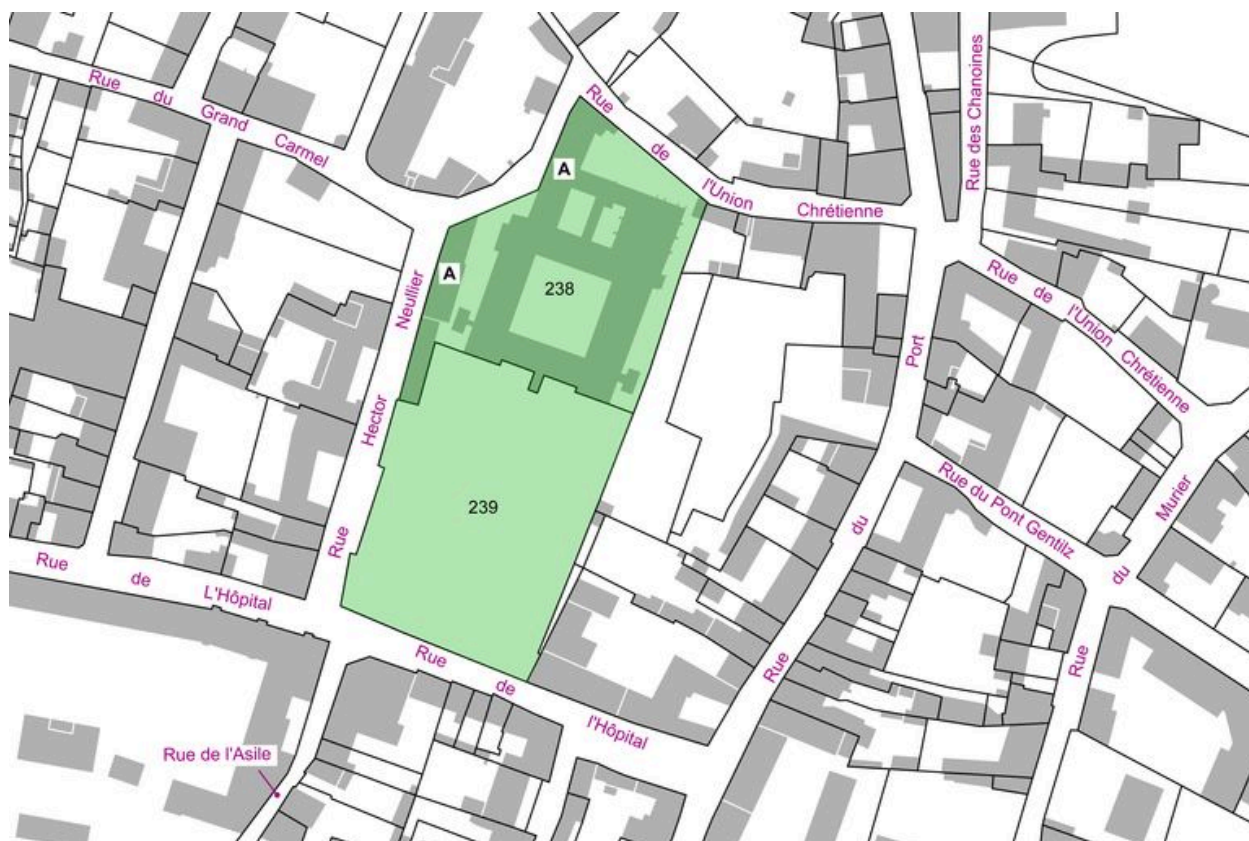 Rue du Grand Carmel
Rue de l'Union Chrétienne
Rue des Chanoines
A
A
238
Rue Hector Neullier
Rue de l'Union Chrétienne
Port
du
Rue
239
Rue du Pont Gentilz
Murier
du
Rue
Rue de L'Hôpital
Rue de l'Hôpital
Rue de l'Asile